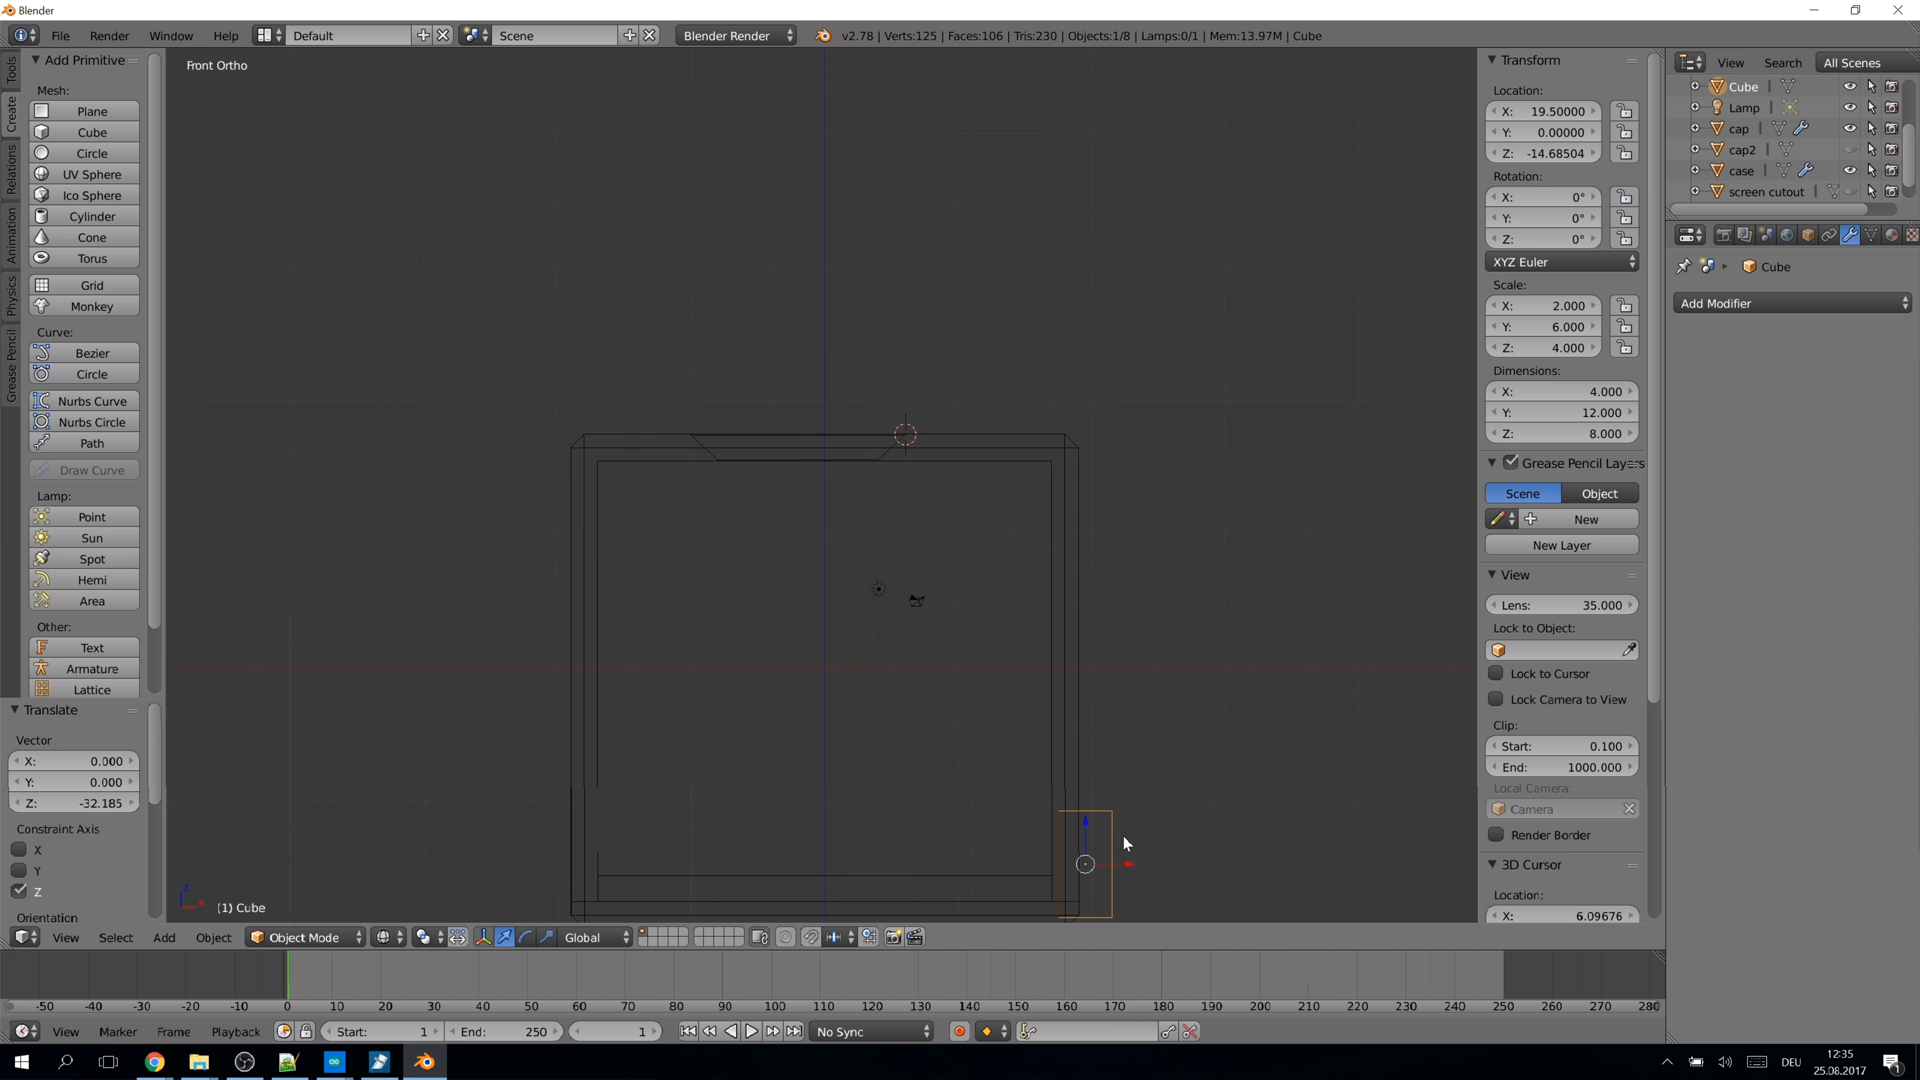 Blender
File Render Window Help Default Scene Blender Render v2.78 | Verts:125 | Faces:106 | Tris:230 | Objects:1/8 | Lamps:0/1 | Mem:13.97M | Cube
Tools
Create
Relations
Animation
Physics
Grease Pencil
Add Primitive
Mesh:
Plane
Cube
Circle
UV Sphere
Ico Sphere
Cylinder
Cone
Torus
Grid
Monkey
Curve:
Bezier
Circle
Nurbs Curve
Nurbs Circle
Path
Draw Curve
Lamp:
Point
Sun
Spot
Hemi
Area
Other:
Text
Armature
Lattice
Translate
Vector
X: 0.000
Y: 0.000
Z: -32.185
Constraint Axis
X
Y
Z
Orientation
Front Ortho
z
x
(1) Cube
Transform
Location:
X: 19.50000
Y: 0.00000
Z: -14.68504
Rotation:
X: 0°
Y: 0°
Z: 0°
XYZ Euler
Scale:
X: 2.000
Y: 6.000
Z: 4.000
Dimensions:
X: 4.000
Y: 12.000
Z: 8.000
Grease Pencil Layers
Scene Object
New
New Layer
View
Lens: 35.000
Lock to Object:
Lock to Cursor
Lock Camera to View
Clip:
Start: 0.100
End: 1000.000
Local Camera:
Camera
Render Border
3D Cursor
Location:
X: 6.09676
View Search All Scenes
Cube
Lamp
cap
cap2
case
screen cutout
Cube
Add Modifier
View Select Add Object Object Mode Global
-50 -40 -30 -20 -10 0 10 20 30 40 50 60 70 80 90 100 110 120 130 140 150 160 170 180 190 200 210 220 230 240 250 260 270 280
View Marker Frame Playback Start: 1 End: 250 1 No Sync
DEU
12:35
25.08.2017
1